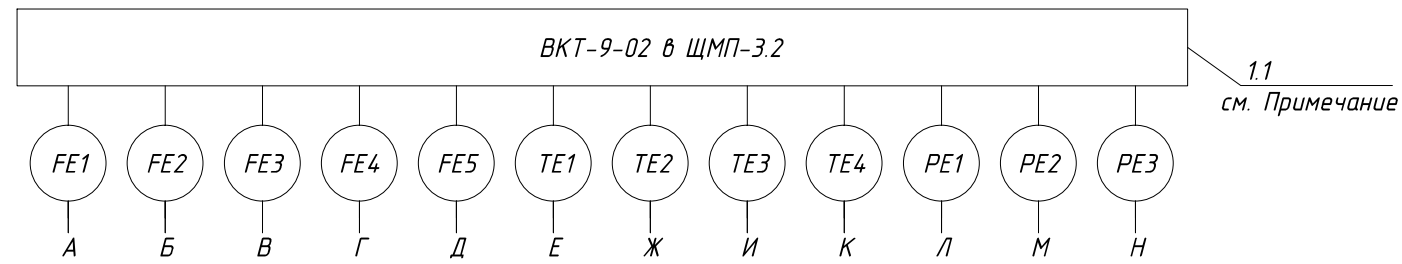 ВКТ-9-02 в ЩМП-3.2
1.1
см. Примечание
FE1 FE2 FE3 FE4 FE5 TE1 TE2 TE3 TE4 PE1 PE2 PE3
А Б В Г Д Е Ж И К Л М Н